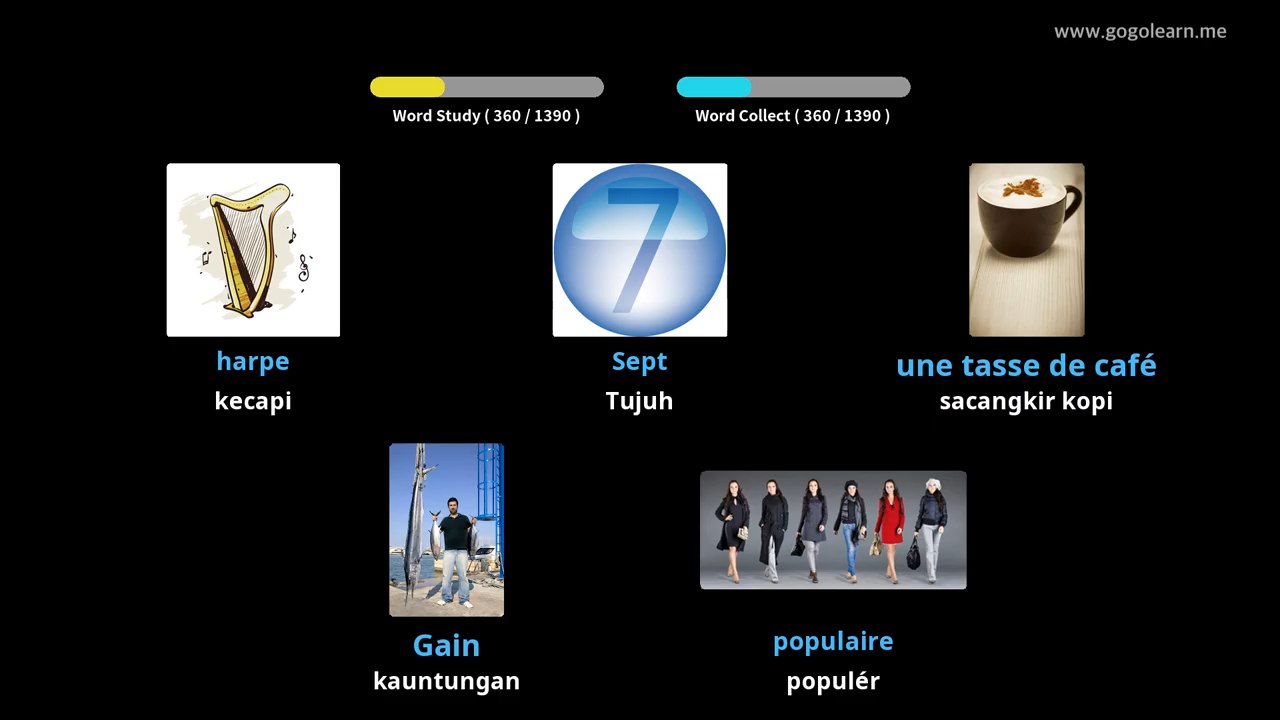 www.gogolearn.me
Word Study ( 360 / 1390 )
Word Collect ( 360 / 1390 )
7
harpe
kecapi
Sept
Tujuh
une tasse de café
sacangkir kopi
Gain
kauntungan
populaire
populér